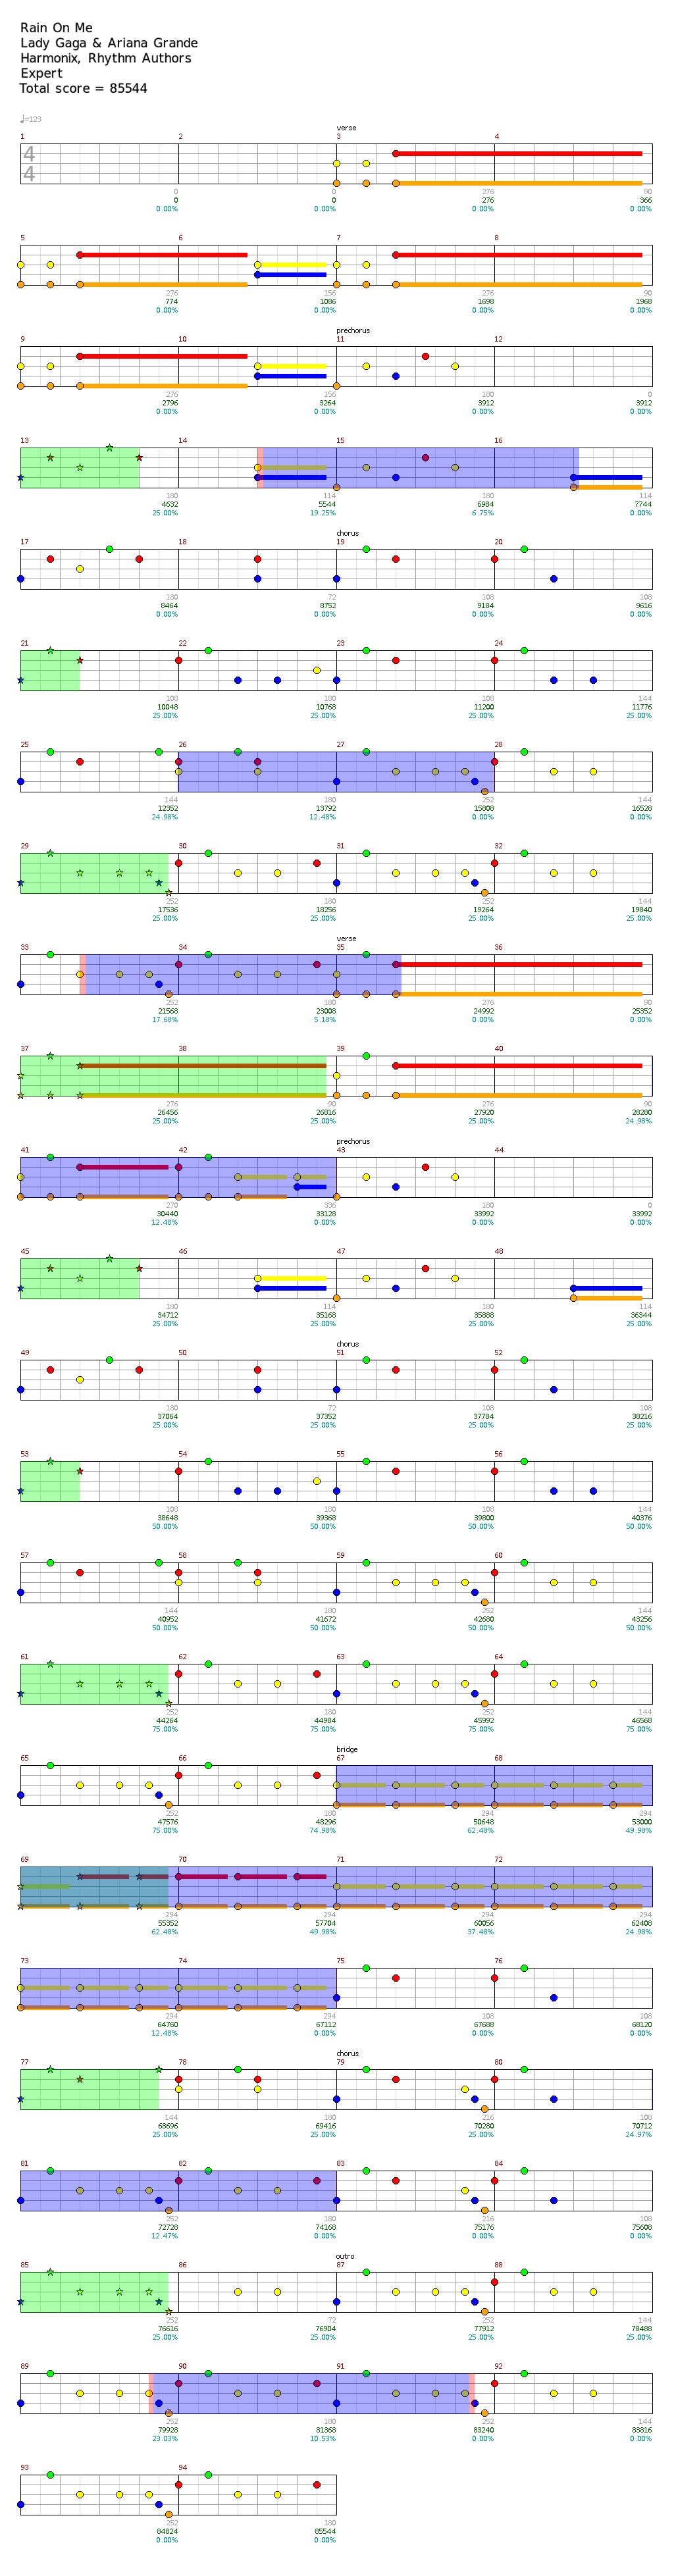 Rain On Me
Lady Gaga & Ariana Grande
Harmonix, Rhythm Authors
Expert
Total score = 85544
♩=123
verse
1 2 3 4
4
4
0 0 276 90
0 0 276 366
0.00% 0.00% 0.00% 0.00%
5 6 7 8
276 156 276 90
774 1086 1698 1968
0.00% 0.00% 0.00% 0.00%
prechorus
9 10 11 12
276 156 180 0
2796 3264 3912 3912
0.00% 0.00% 0.00% 0.00%
13 14 15 16
180 114 180 114
4632 5544 6984 7744
25.00% 19.25% 6.75% 0.00%
chorus
17 18 19 20
180 72 108 108
8464 8752 9184 9616
0.00% 0.00% 0.00% 0.00%
21 22 23 24
108 180 108 144
10048 10768 11200 11776
25.00% 25.00% 25.00% 25.00%
25 26 27 28
144 180 252 144
12352 13792 15808 16528
24.98% 12.48% 0.00% 0.00%
29 30 31 32
252 180 252 144
17536 18256 19264 19840
25.00% 25.00% 25.00% 25.00%
verse
33 34 35 36
252 180 276 90
21568 23008 24992 25352
17.68% 5.18% 0.00% 0.00%
37 38 39 40
276 90 276 90
26456 26816 27920 28280
25.00% 25.00% 25.00% 24.98%
prechorus
41 42 43 44
270 336 180 0
30440 33128 33992 33992
12.48% 0.00% 0.00% 0.00%
45 46 47 48
180 114 180 114
34712 35168 35888 36344
25.00% 25.00% 25.00% 25.00%
chorus
49 50 51 52
180 72 108 108
37064 37352 37784 38216
25.00% 25.00% 25.00% 25.00%
53 54 55 56
108 180 108 144
38648 39368 39800 40376
50.00% 50.00% 50.00% 50.00%
57 58 59 60
144 180 252 144
40952 41672 42680 43256
50.00% 50.00% 50.00% 50.00%
61 62 63 64
252 180 252 144
44264 44984 45992 46568
75.00% 75.00% 75.00% 75.00%
bridge
65 66 67 68
252 180 294 294
47576 48296 50648 53000
75.00% 74.98% 62.48% 49.98%
69 70 71 72
294 294 294 294
55352 57704 60056 62408
62.48% 49.98% 37.48% 24.98%
73 74 75 76
294 294 108 108
64760 67112 67688 68120
12.48% 0.00% 0.00% 0.00%
chorus
77 78 79 80
144 180 216 108
68696 69416 70280 70712
25.00% 25.00% 25.00% 24.97%
81 82 83 84
252 180 216 108
72728 74168 75176 75608
12.47% 0.00% 0.00% 0.00%
outro
85 86 87 88
252 72 252 144
76616 76904 77912 78488
25.00% 25.00% 25.00% 25.00%
89 90 91 92
252 180 252 144
79928 81368 83240 83816
23.03% 10.53% 0.00% 0.00%
93 94
252 180
84824 85544
0.00% 0.00%